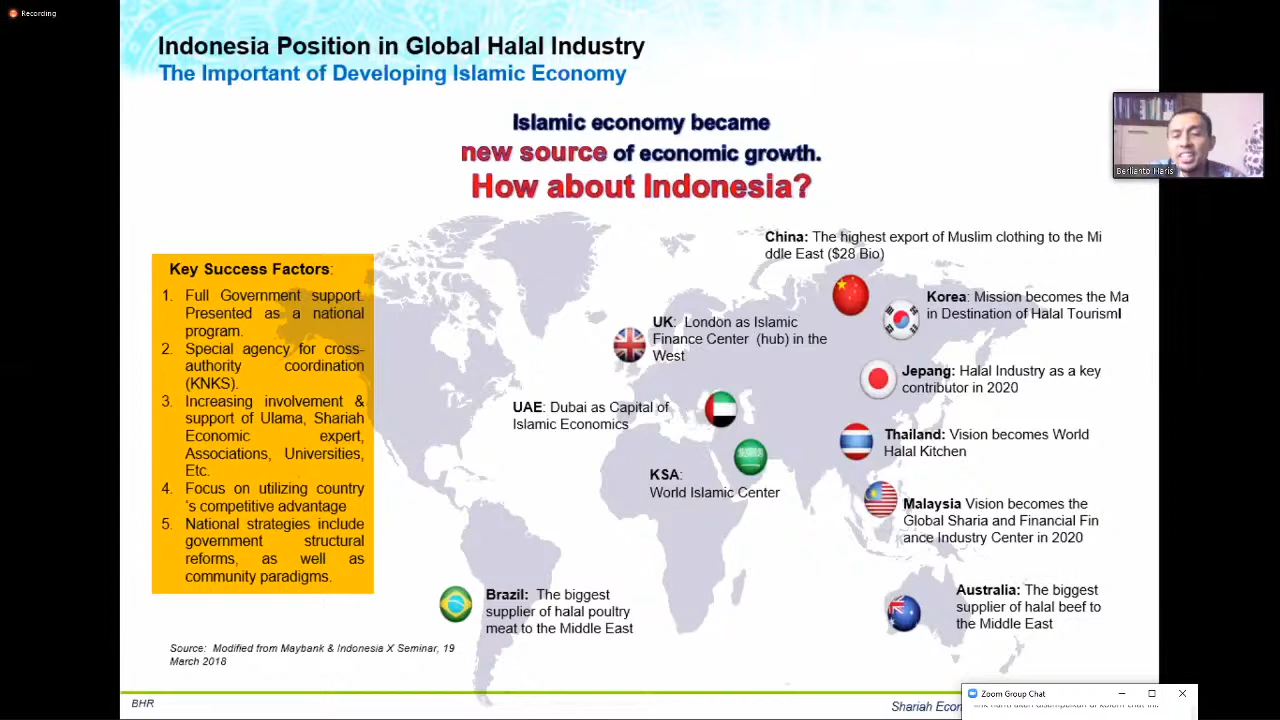 Recording
Indonesia Position in Global Halal Industry
The Important of Developing Islamic Economy
Islamic economy became
new source of economic growth.
How about Indonesia?
Berlianto Haris
China: The highest export of Muslim clothing to the Mi
ddle East ($28 Bio)
Key Success Factors:
1. Full Government support.
Presented as a national
program.
2. Special agency for cross-
authority coordination
(KNKS).
3. Increasing involvement &
support of Ulama, Shariah
Economic expert,
Associations, Universities,
Etc.
4. Focus on utilizing country
's competitive advantage
5. National strategies include
government structural
reforms, as well as
community paradigms.
Korea: Mission becomes the Ma
in Destination of Halal Tourisml
UK: London as Islamic
Finance Center (hub) in the
West
Jepang: Halal Industry as a key
contributor in 2020
UAE: Dubai as Capital of
Islamic Economics
Thailand: Vision becomes World
Halal Kitchen
KSA:
World Islamic Center
Malaysia Vision becomes the
Global Sharia and Financial Fin
ance Industry Center in 2020
Brazil: The biggest
supplier of halal poultry
meat to the Middle East
Australia: The biggest
supplier of halal beef to
the Middle East
Source: Modified from Maybank & Indonesia X Seminar, 19
March 2018
BHR
Shariah Econ
Zoom Group Chat